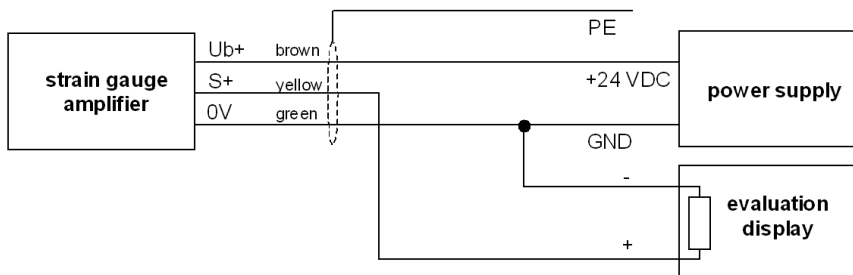 PE
Ub+ brown
strain gauge
amplifier
S+ yellow
+24 VDC
power supply
0V green
GND
-
evaluation
display
+